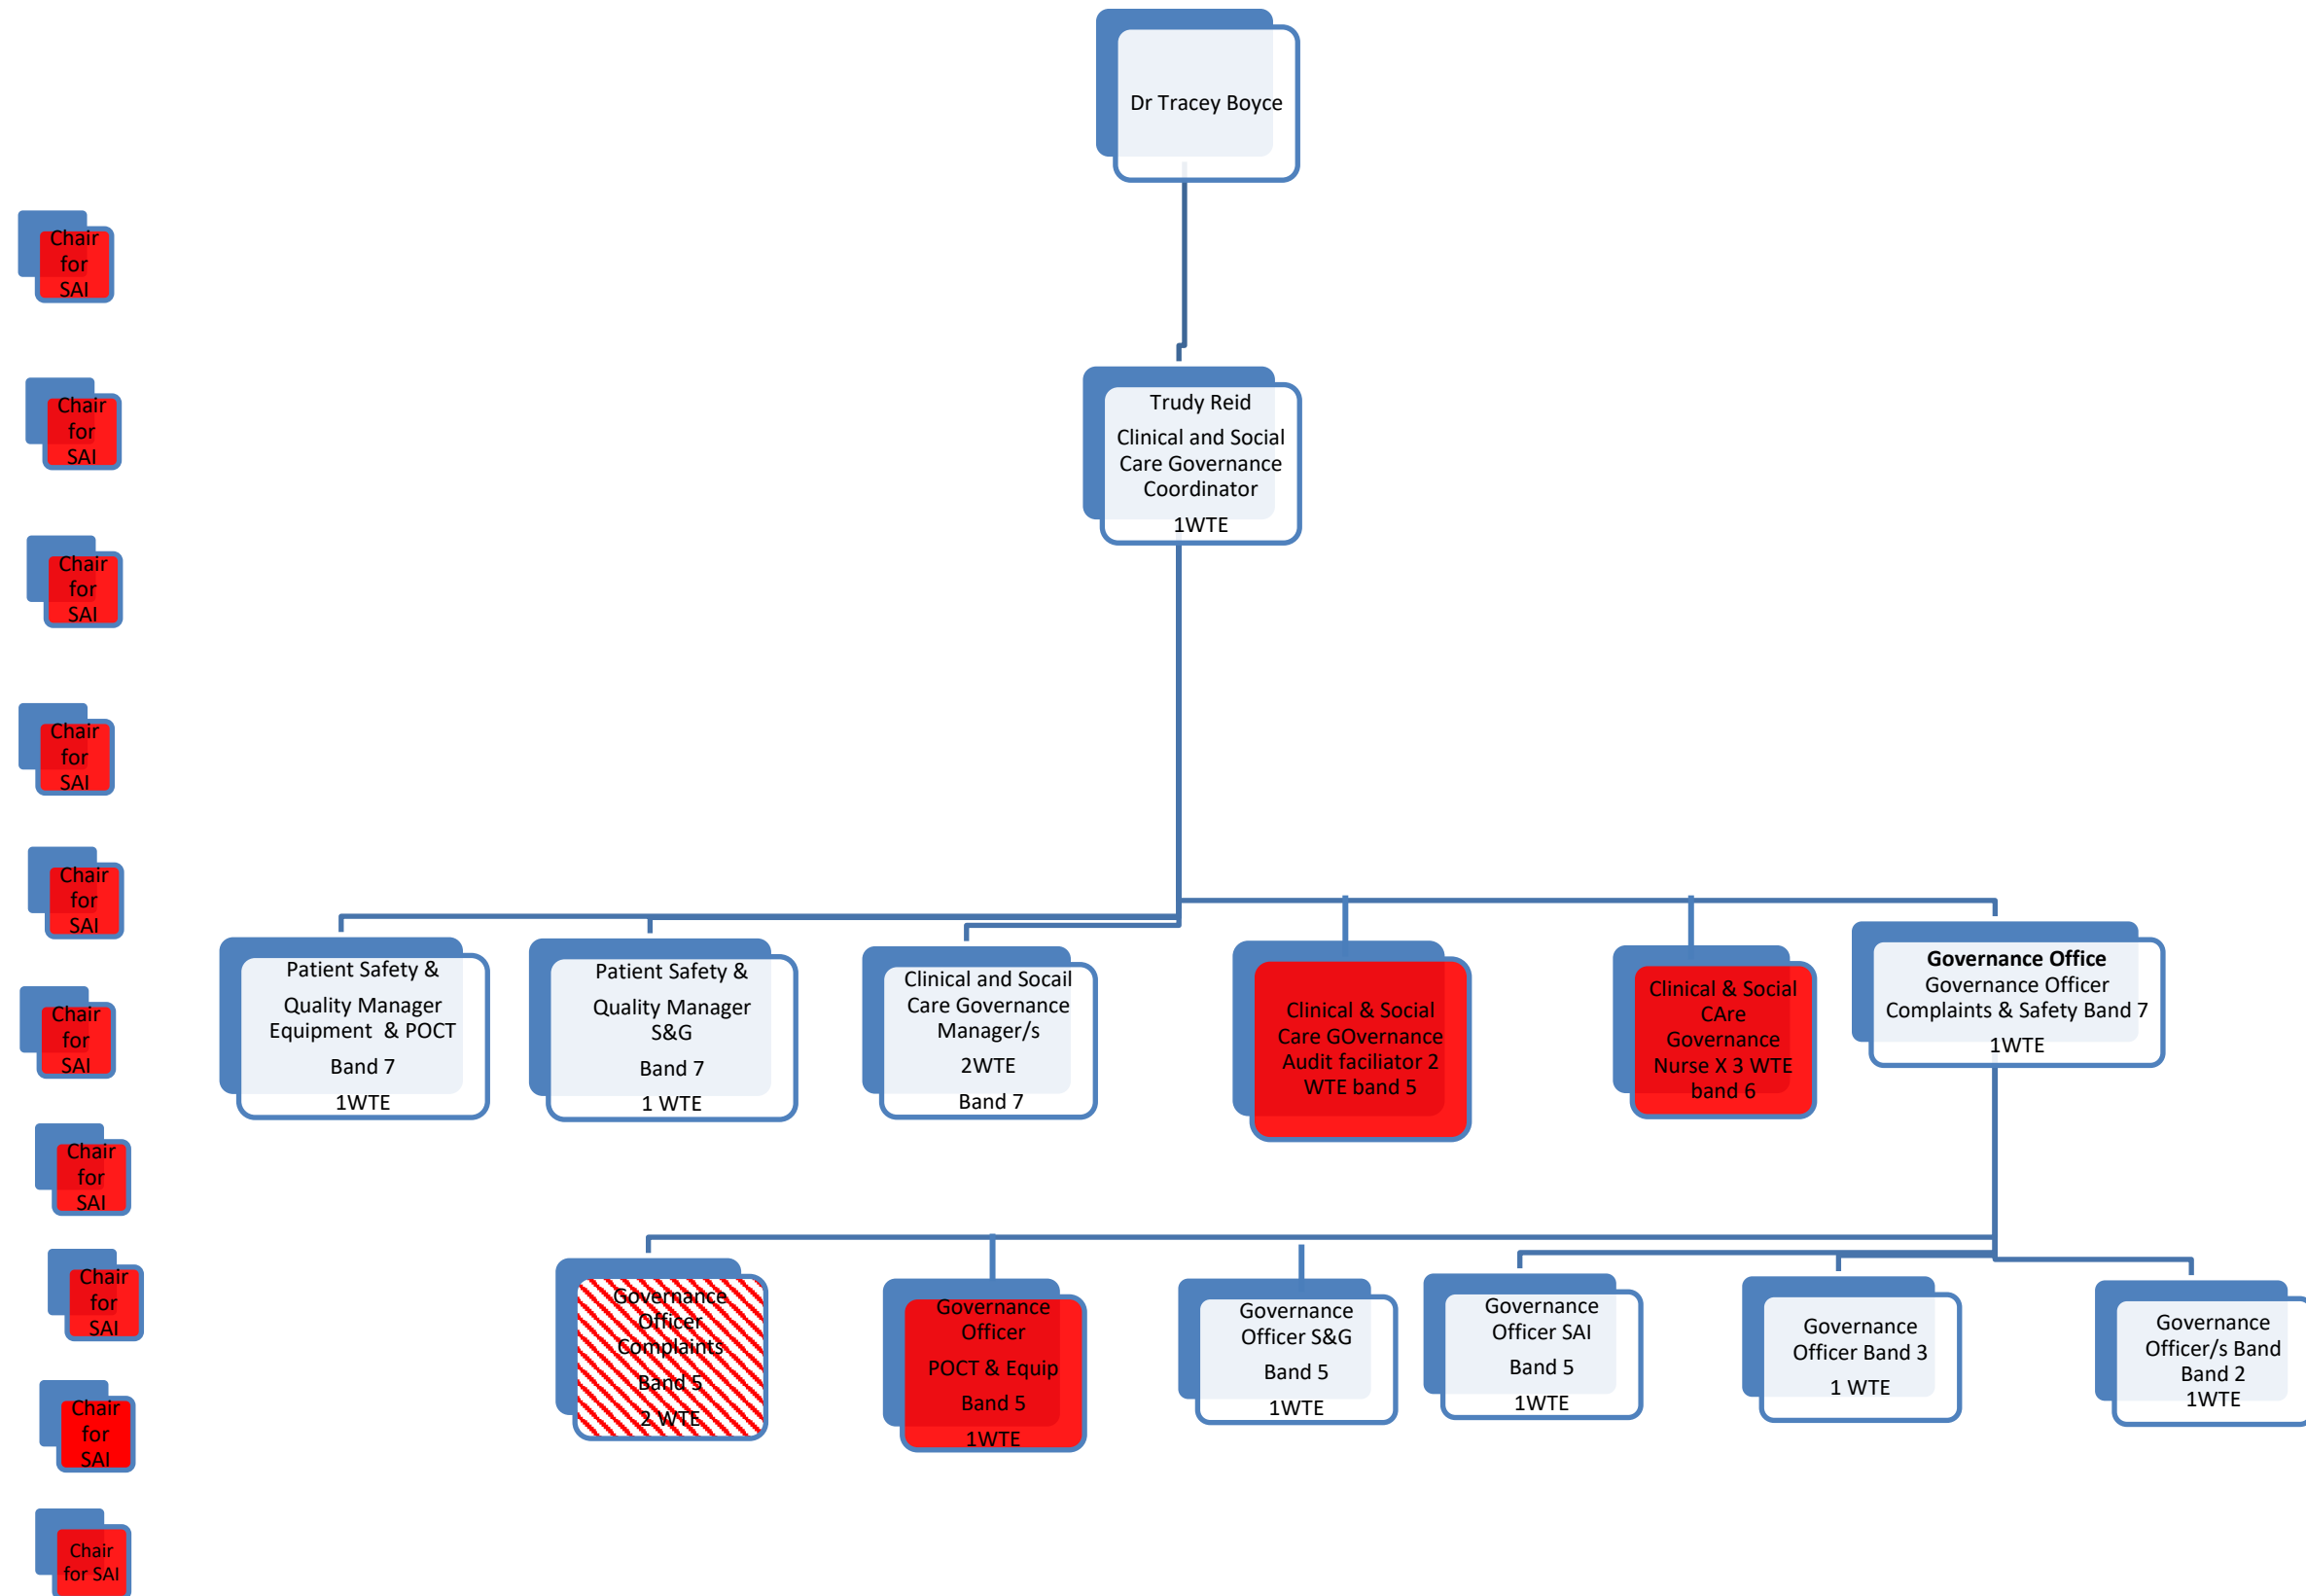 Dr Tracey Boyce
Chair
for
SAI
Chair
for
SAI
Trudy Reid
Clinical and Social
Care Governance
Coordinator
1WTE
Chair
for
SAI
Chair
for
SAI
Chair
for
SAI
Chair
for
SAI
Chair
for
SAI
Chair
for
SAI
Chair
for
SAI
Chair
for SAI
Patient Safety &
Quality Manager
Equipment & POCT
Band 7
1WTE
Patient Safety &
Quality Manager
S&G
Band 7
1 WTE
Clinical and Socail
Care Governance
Manager/s
2WTE
Band 7
Clinical & Social
Care GOvernance
Audit faciliator 2
WTE band 5
Clinical & Social
CAre
Governance
Nurse X 3 WTE
band 6
Governance Office
Governance Officer
Complaints & Safety Band 7
1WTE
Governance
Officer
Complaints
Band 5
2 WTE
Governance
Officer
POCT & Equip
Band 5
1WTE
Governance
Officer S&G
Band 5
1WTE
Governance
Officer SAI
Band 5
1WTE
Governance
Officer Band 3
1 WTE
Governance
Officer/s Band
Band 2
1WTE